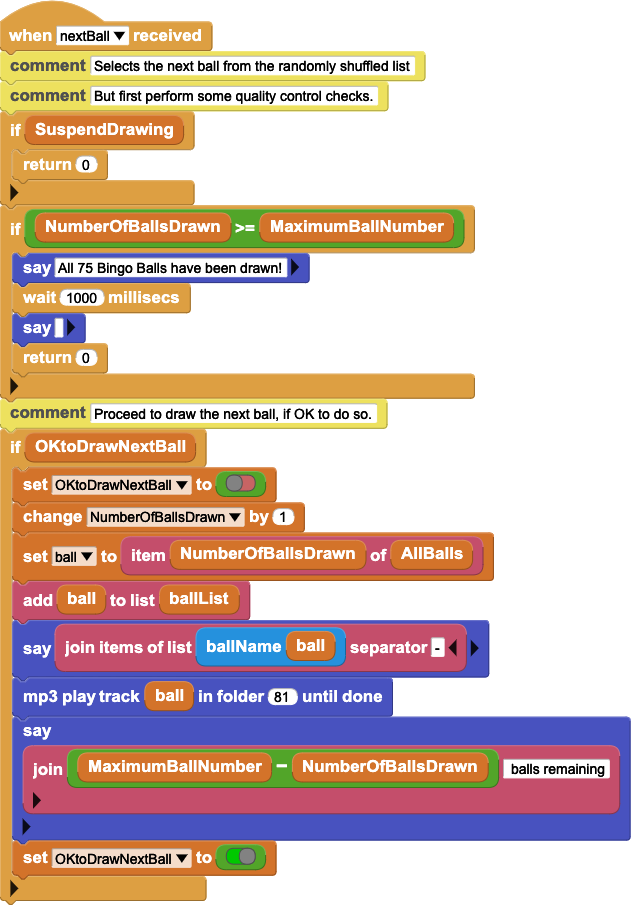 when nextBall ▼ received
comment Selects the next ball from the randomly shuffled list
comment But first perform some quality control checks.
if SuspendDrawing
return 0
if NumberOfBallsDrawn >= MaximumBallNumber
say All 75 Bingo Balls have been drawn!
wait 1000 millisecs
say
return 0
comment Proceed to draw the next ball, if OK to do so.
if OKtoDrawNextBall
set OKtoDrawNextBall ▼ to
change NumberOfBallsDrawn ▼ by 1
set ball ▼ to item NumberOfBallsDrawn of AllBalls
add ball to list ballList
say join items of list ballName ball separator -
mp3 play track ball in folder 81 until done
say
join MaximumBallNumber − NumberOfBallsDrawn balls remaining
set OKtoDrawNextBall ▼ to